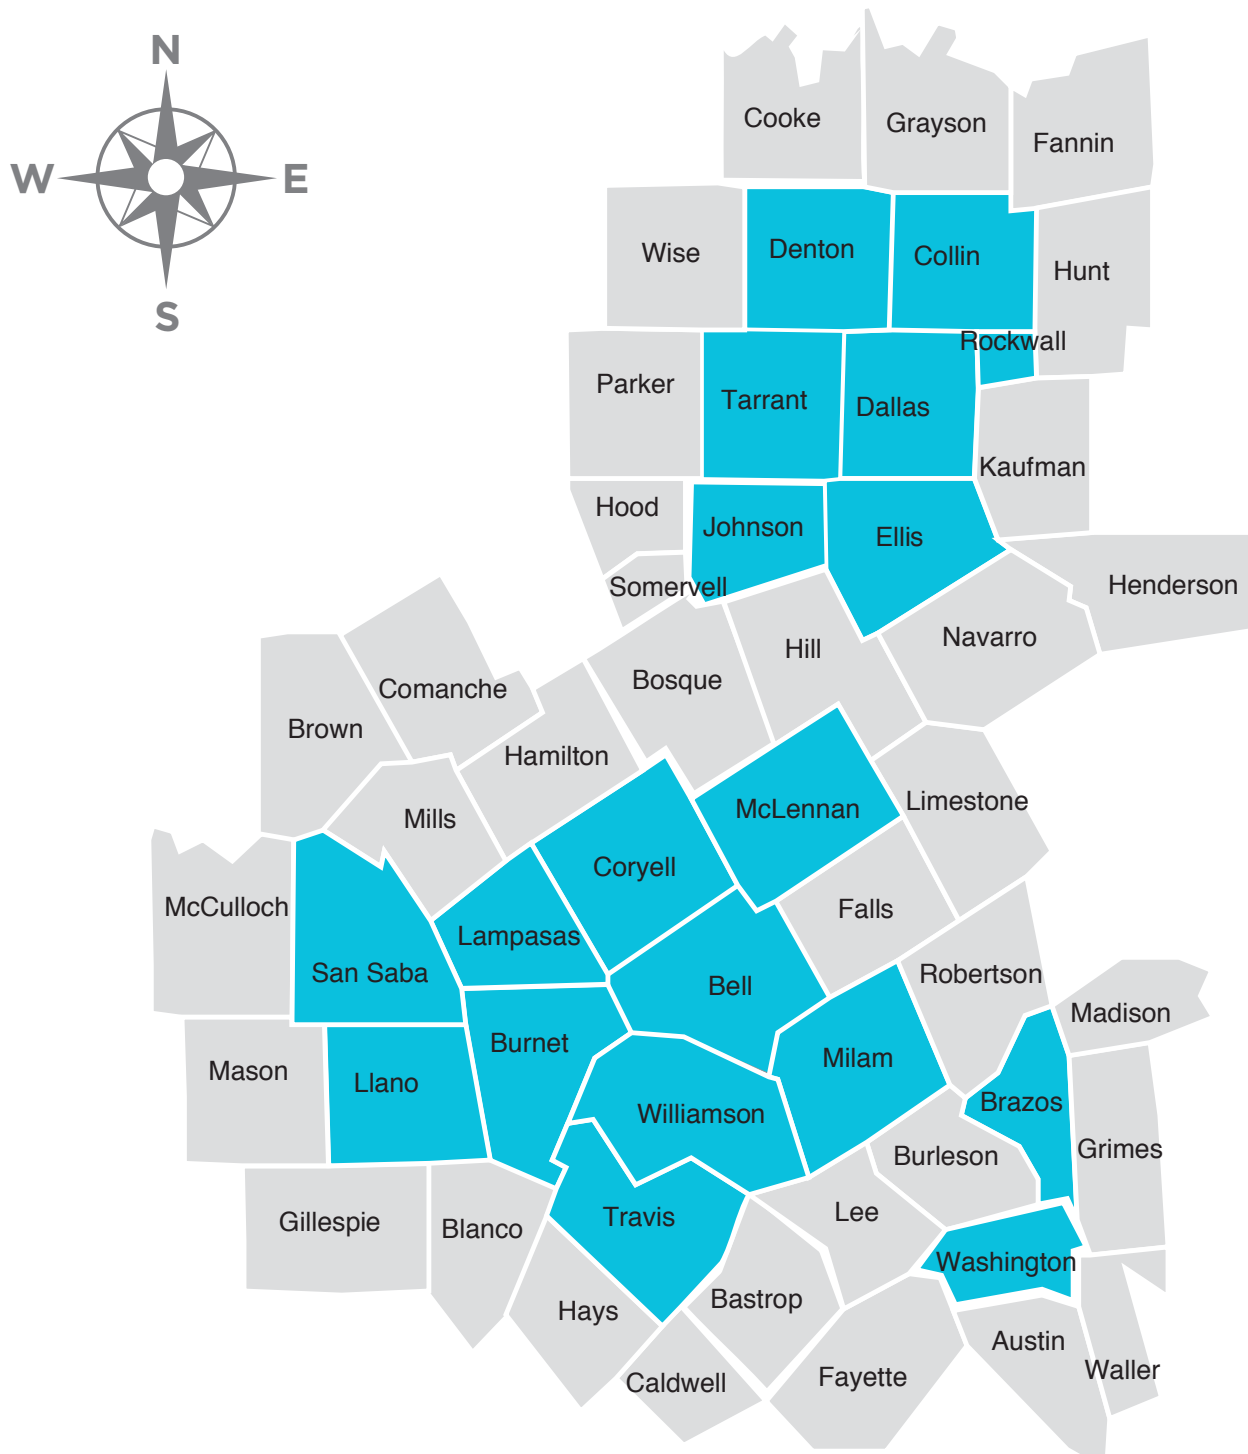 N
W
E
S
Cooke
Grayson
Fannin
Wise
Denton
Collin
Hunt
Rockwall
Parker
Tarrant
Dallas
Kaufman
Hood
Johnson
Ellis
Somervell
Henderson
Navarro
Hill
Bosque
Comanche
Brown
Hamilton
Mills
McLennan
Limestone
Coryell
McCulloch
Falls
Lampasas
San Saba
Bell
Robertson
Madison
Burnet
Milam
Mason
Llano
Brazos
Williamson
Grimes
Burleson
Gillespie
Blanco
Travis
Lee
Washington
Hays
Bastrop
Austin
Waller
Caldwell
Fayette